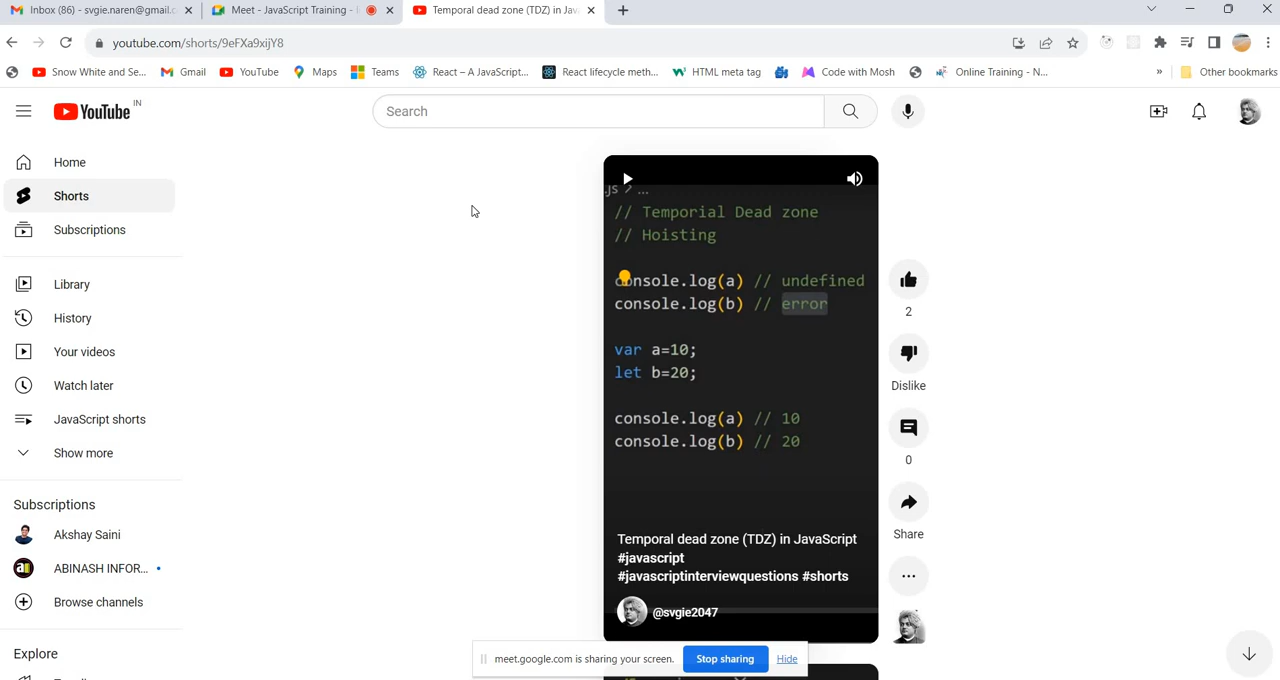 Inbox (86) - svgie.naren@gmail.c
Meet - JavaScript Training - I
Temporal dead zone (TDZ) in Jav
youtube.com/shorts/9eFXa9xijY8
Snow White and Se...
Gmail
YouTube
Maps
Teams
React – A JavaScript...
React lifecycle meth...
HTML meta tag
Code with Mosh
Online Training - N...
»
Other bookmarks
YouTube IN
Search
Home
Shorts
Subscriptions
Library
History
Your videos
Watch later
JavaScript shorts
Show more
Subscriptions
Akshay Saini
ABINASH INFOR...
Browse channels
Explore
.js > ...
// Temporial Dead zone
// Hoisting
console.log(a) // undefined
console.log(b) // error
var a=10;
let b=20;
console.log(a) // 10
console.log(b) // 20
Temporal dead zone (TDZ) in JavaScript
#javascript
#javascriptinterviewquestions #shorts
@svgie2047
2
Dislike
0
Share
meet.google.com is sharing your screen.
Stop sharing
Hide